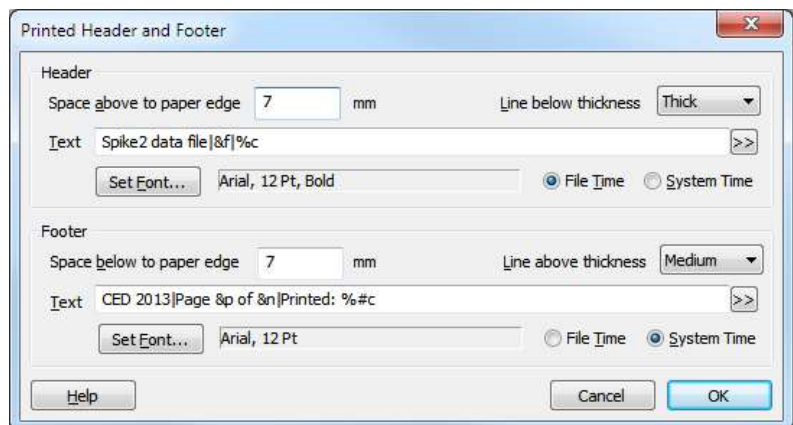 Printed Header and Footer
Header
Space above to paper edge 7 mm Line below thickness Thick
Text Spike2 data file|&f|%c >>
Set Font... Arial, 12 Pt, Bold File Time System Time
Footer
Space below to paper edge 7 mm Line above thickness Medium
Text CED 2013|Page &p of &n|Printed: %#c >>
Set Font... Arial, 12 Pt File Time System Time
Help Cancel OK